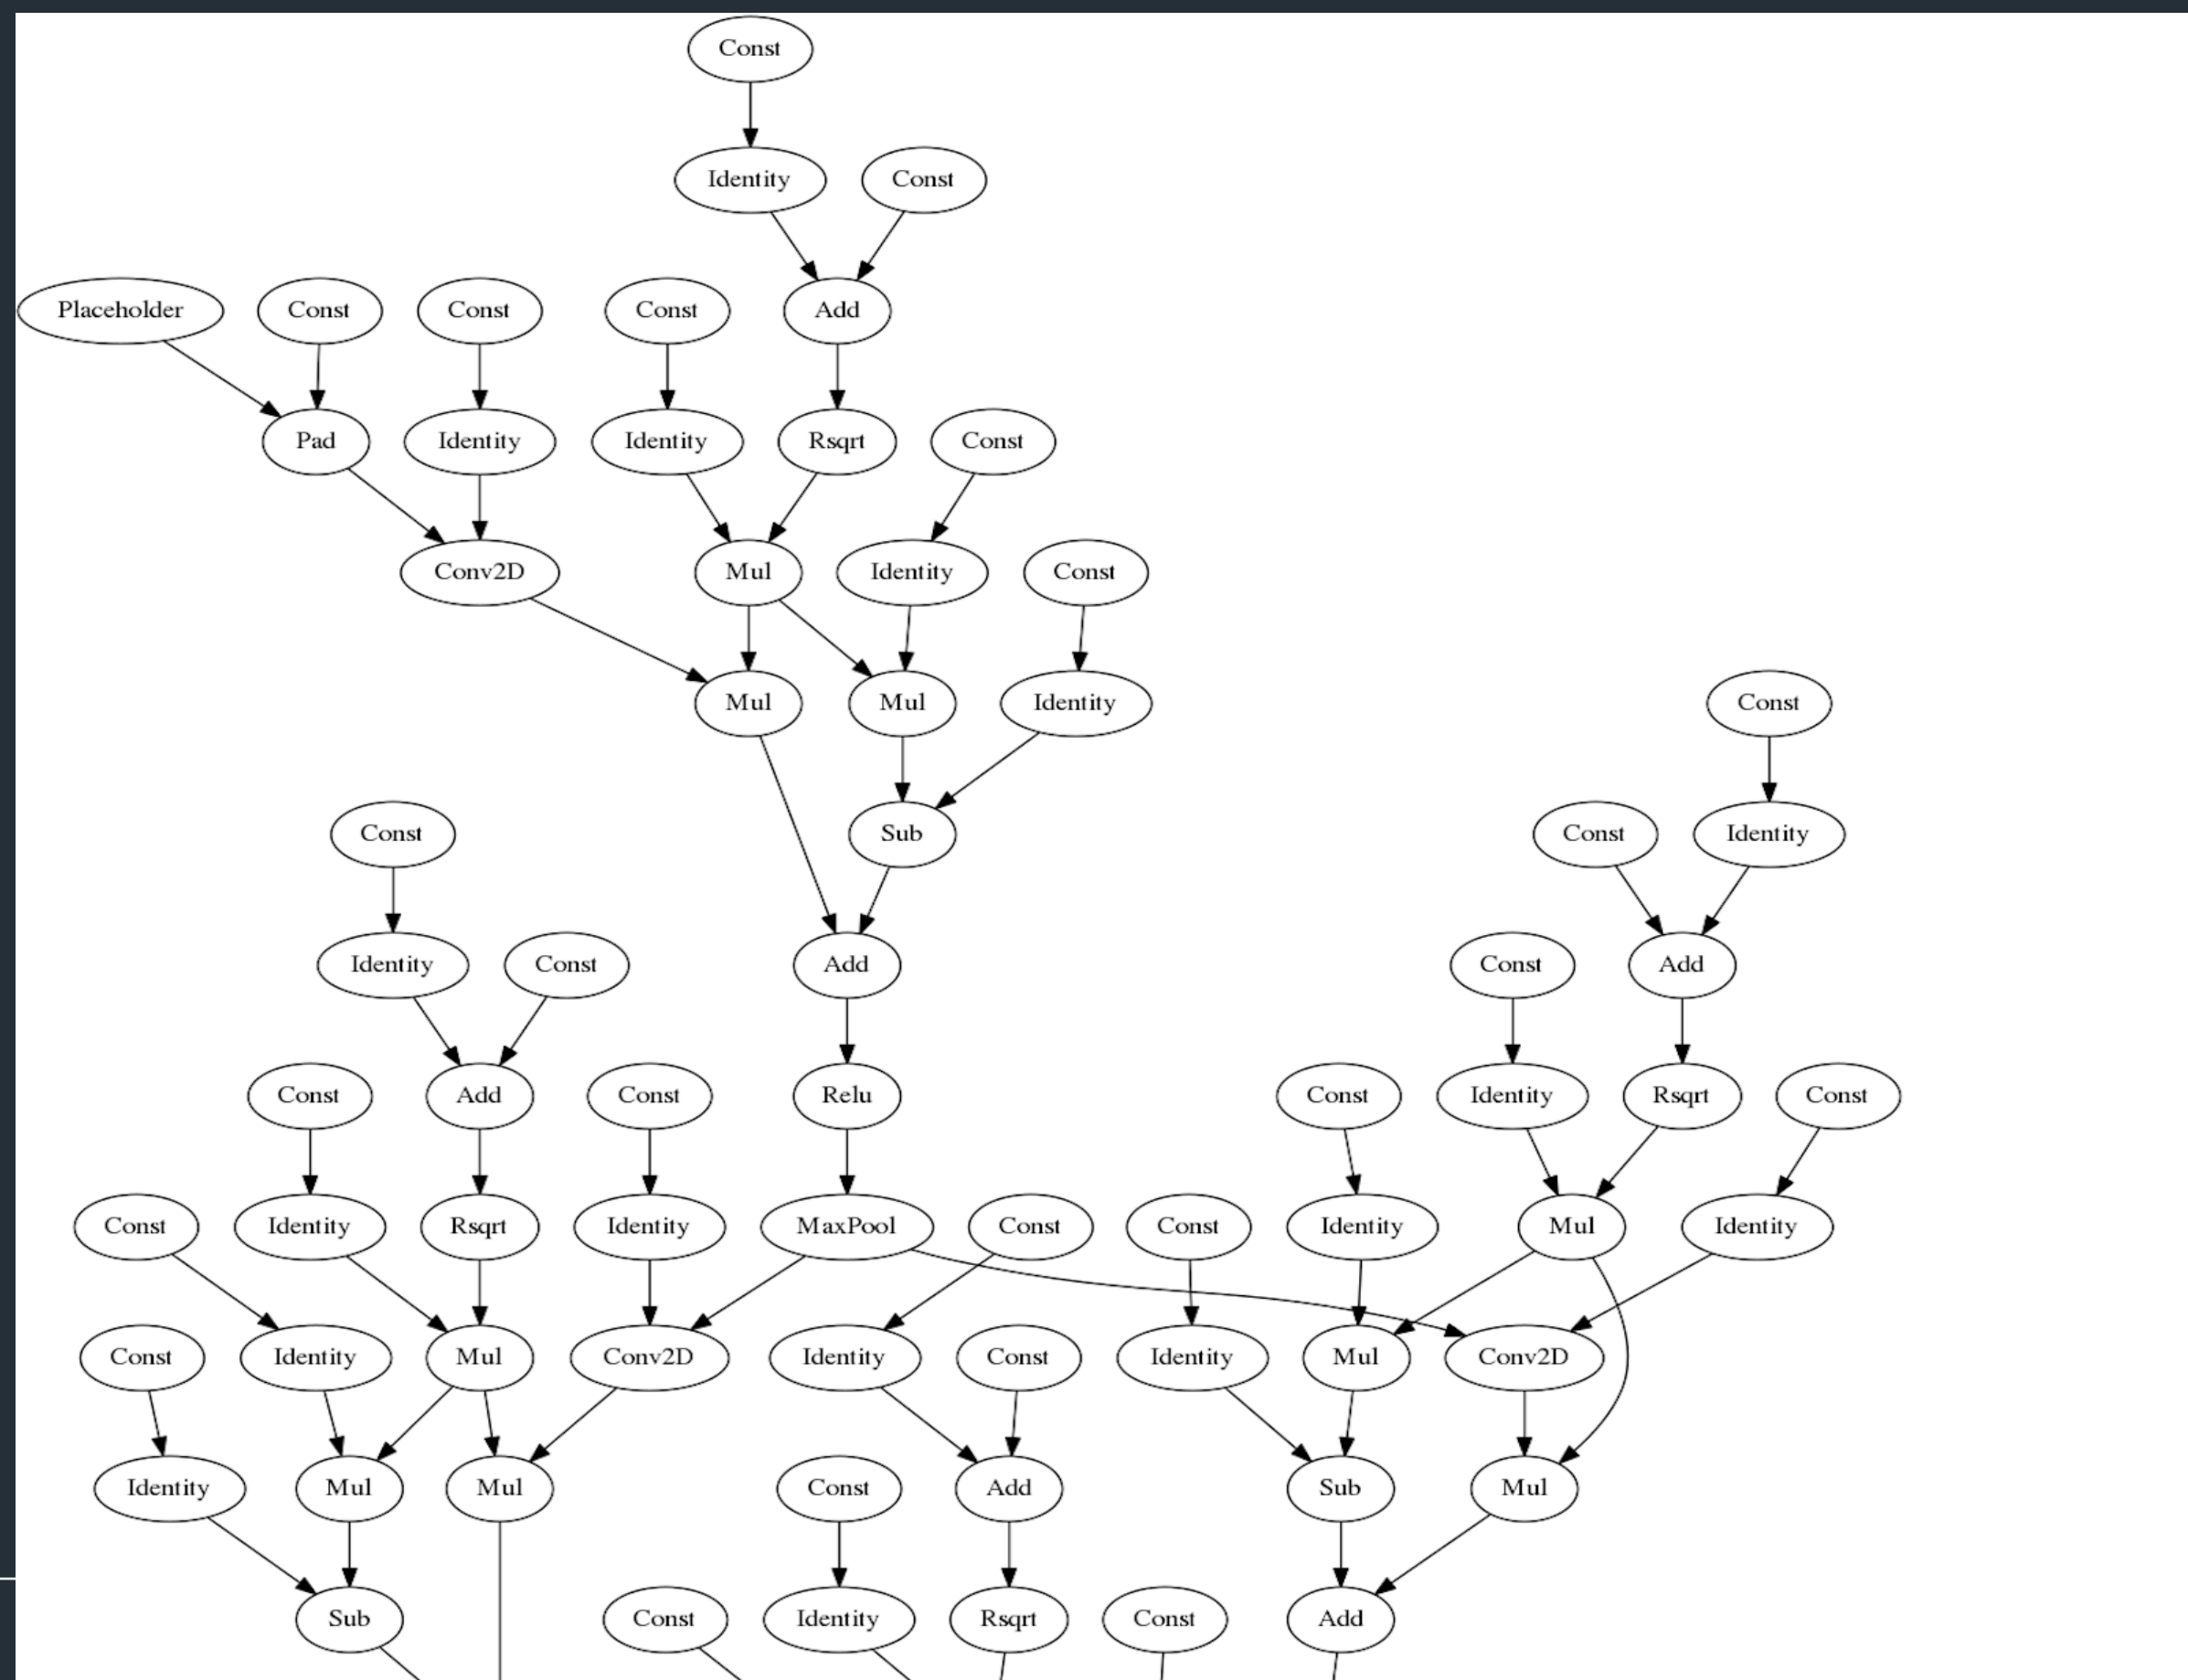 Const
Identity Const
Placeholder Const Const Const Add
Pad Identity Identity Rsqrt Const
Conv2D Mul Identity Const
Mul Mul Identity Const
Const Sub Const Identity
Identity Const Add Const Add
Const Add Const Relu Const Identity Rsqrt Const
Const Identity Rsqrt Identity MaxPool Const Const Identity Mul Identity
Const Identity Mul Conv2D Identity Const Identity Mul Conv2D
Identity Mul Mul Const Add Sub Mul
Sub Const Identity Rsqrt Const Add